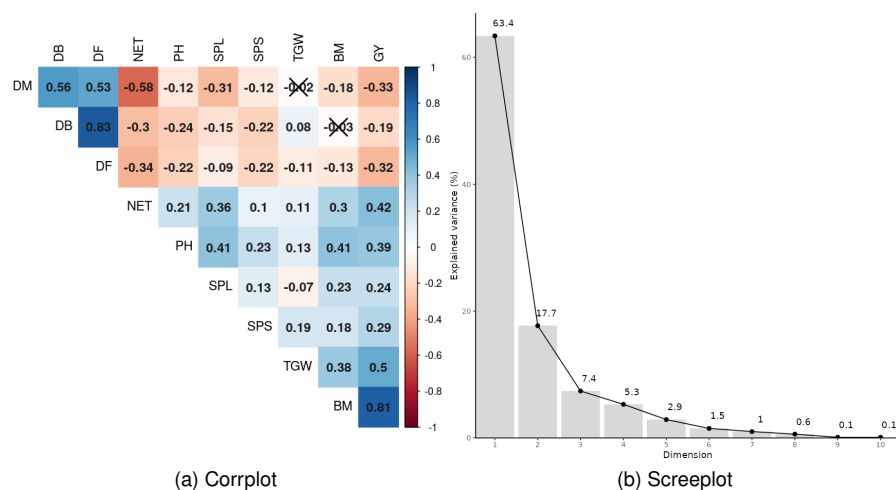 DB DF NET PH SPL SPS TGW BM GY
DM 0.56 0.53 -0.58 -0.12 -0.31 -0.12 -0.02 -0.18 -0.33
DB 0.83 -0.3 -0.24 -0.15 -0.22 0.08 -0.03 -0.19
DF -0.34 -0.22 -0.09 -0.22 -0.11 -0.13 -0.32
NET 0.21 0.36 0.1 0.11 0.3 0.42
PH 0.41 0.23 0.13 0.41 0.39
SPL 0.13 -0.07 0.23 0.24
SPS 0.19 0.18 0.29
TGW 0.38 0.5
BM 0.81
1
0.8
0.6
0.4
0.2
0
-0.2
-0.4
-0.6
-0.8
-1
(a) Corrplot
Explained variance (%)
60
40
20
0
63.4
17.7
7.4
5.3
2.9
1.5
1
0.6
0.1
0.1
1 2 3 4 5 6 7 8 9 10
Dimension
(b) Screeplot